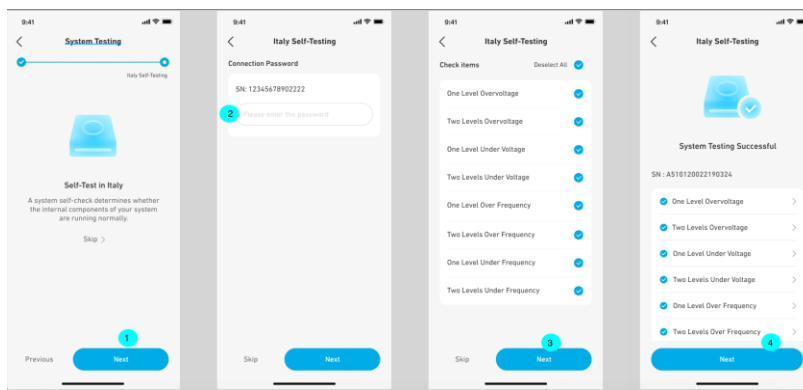 9:41
System Testing
Italy Self-Testing
Self-Test in Italy
A system self-check determines whether
the internal components of your system
are running normally.
Skip >
1
Previous
Next
9:41
Italy Self-Testing
Connection Password
SN: 12345678902222
2
Please enter the password
Skip
Next
9:41
Italy Self-Testing
Check items
Deselect All
One Level Overvoltage
Two Levels Overvoltage
One Level Under Voltage
Two Levels Under Voltage
One Level Over Frequency
Two Levels Over Frequency
One Level Under Frequency
Two Levels Under Frequency
3
Skip
Next
9:41
Italy Self-Testing
System Testing Successful
SN : A510120022190324
One Level Overvoltage
Two Levels Overvoltage
One Level Under Voltage
Two Levels Under Voltage
One Level Over Frequency
Two Levels Over Frequency
4
Next